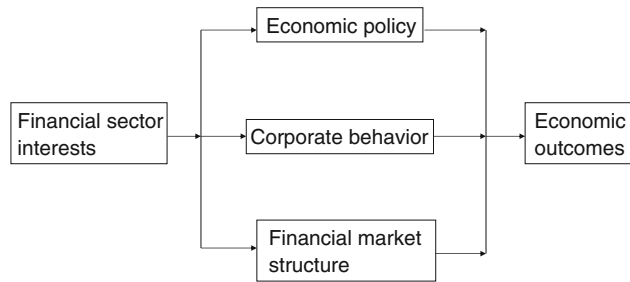 Economic policy
Financial sector
interests
Corporate behavior
Economic
outcomes
Financial market
structure